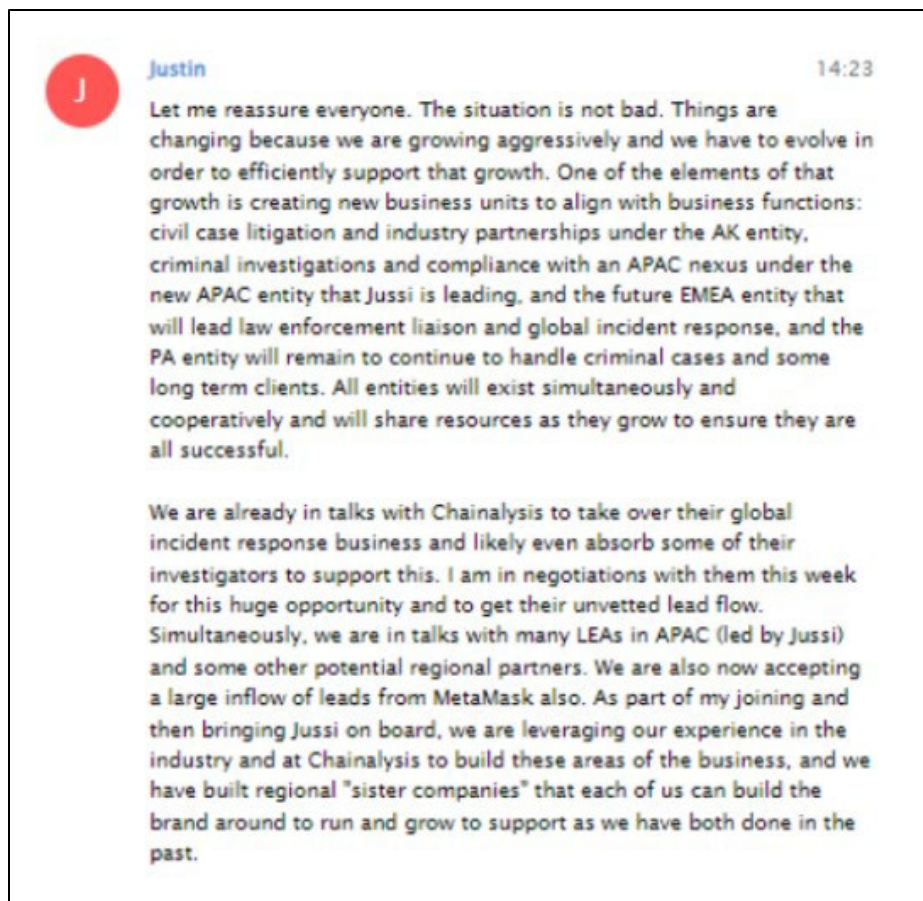 J
Justin 14:23
Let me reassure everyone. The situation is not bad. Things are
changing because we are growing aggressively and we have to evolve in
order to efficiently support that growth. One of the elements of that
growth is creating new business units to align with business functions:
civil case litigation and industry partnerships under the AK entity,
criminal investigations and compliance with an APAC nexus under the
new APAC entity that Jussi is leading, and the future EMEA entity that
will lead law enforcement liaison and global incident response, and the
PA entity will remain to continue to handle criminal cases and some
long term clients. All entities will exist simultaneously and
cooperatively and will share resources as they grow to ensure they are
all successful.
We are already in talks with Chainalysis to take over their global
incident response business and likely even absorb some of their
investigators to support this. I am in negotiations with them this week
for this huge opportunity and to get their unvetted lead flow.
Simultaneously, we are in talks with many LEAs in APAC (led by Jussi)
and some other potential regional partners. We are also now accepting
a large inflow of leads from MetaMask also. As part of my joining and
then bringing Jussi on board, we are leveraging our experience in the
industry and at Chainalysis to build these areas of the business, and we
have built regional "sister companies" that each of us can build the
brand around to run and grow to support as we have both done in the
past.